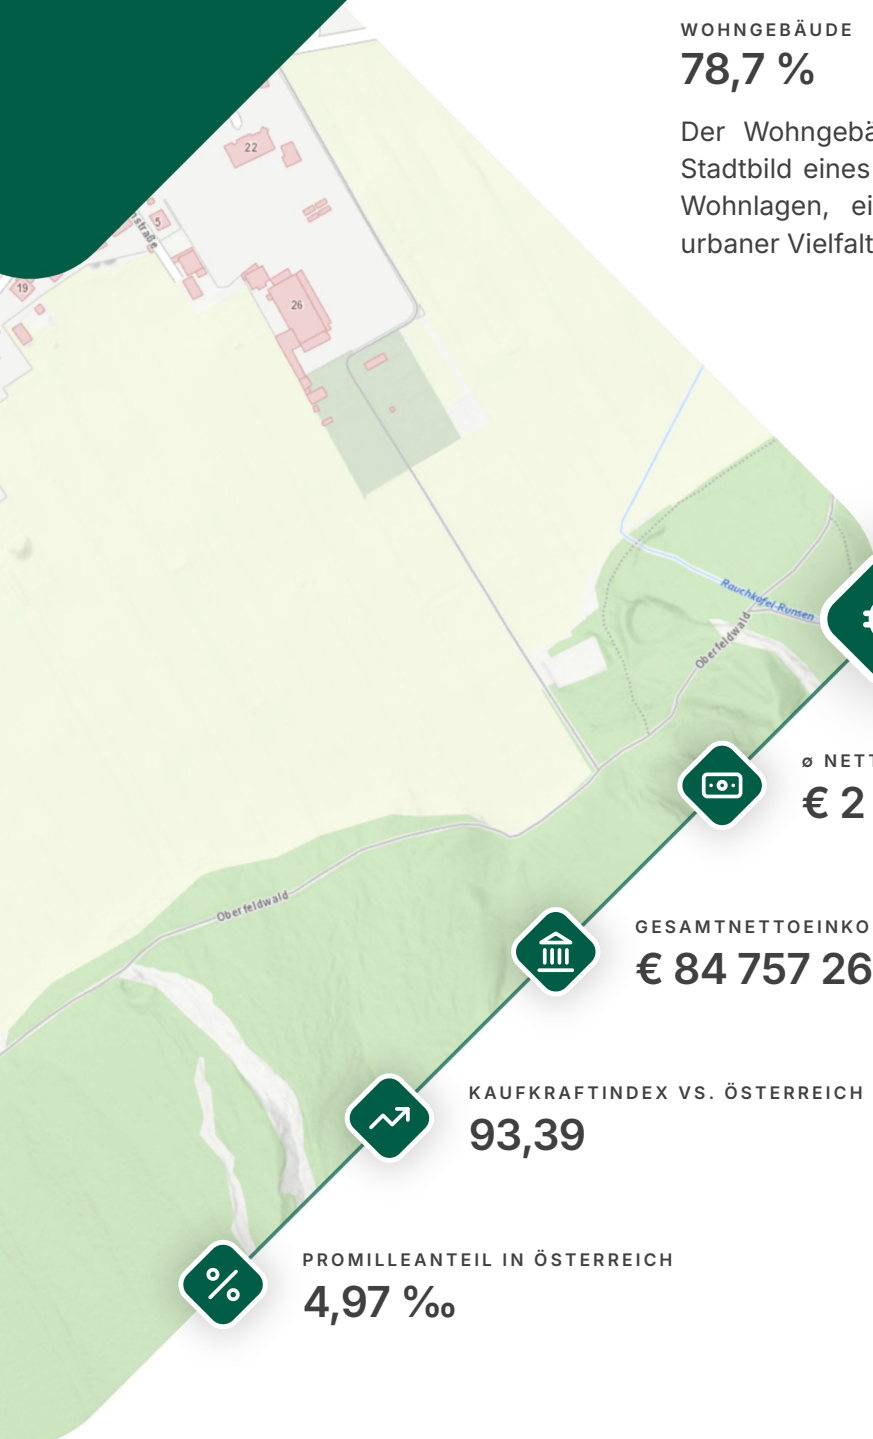 WOHNGEBÄUDE
78,7 %
Der Wohngebä
Stadtbild eines
Wohnlagen, ei
urbaner Vielfalt
22
5
nstraße
19
26
Rauchkofel-Runsen
Oberfeldwald
ø NETT
€ 2
Oberfeldwald
GESAMTNETTOEINKO
€ 84 757 26
KAUFKRAFTINDEX VS. ÖSTERREICH
93,39
PROMILLEANTEIL IN ÖSTERREICH
4,97 ‰